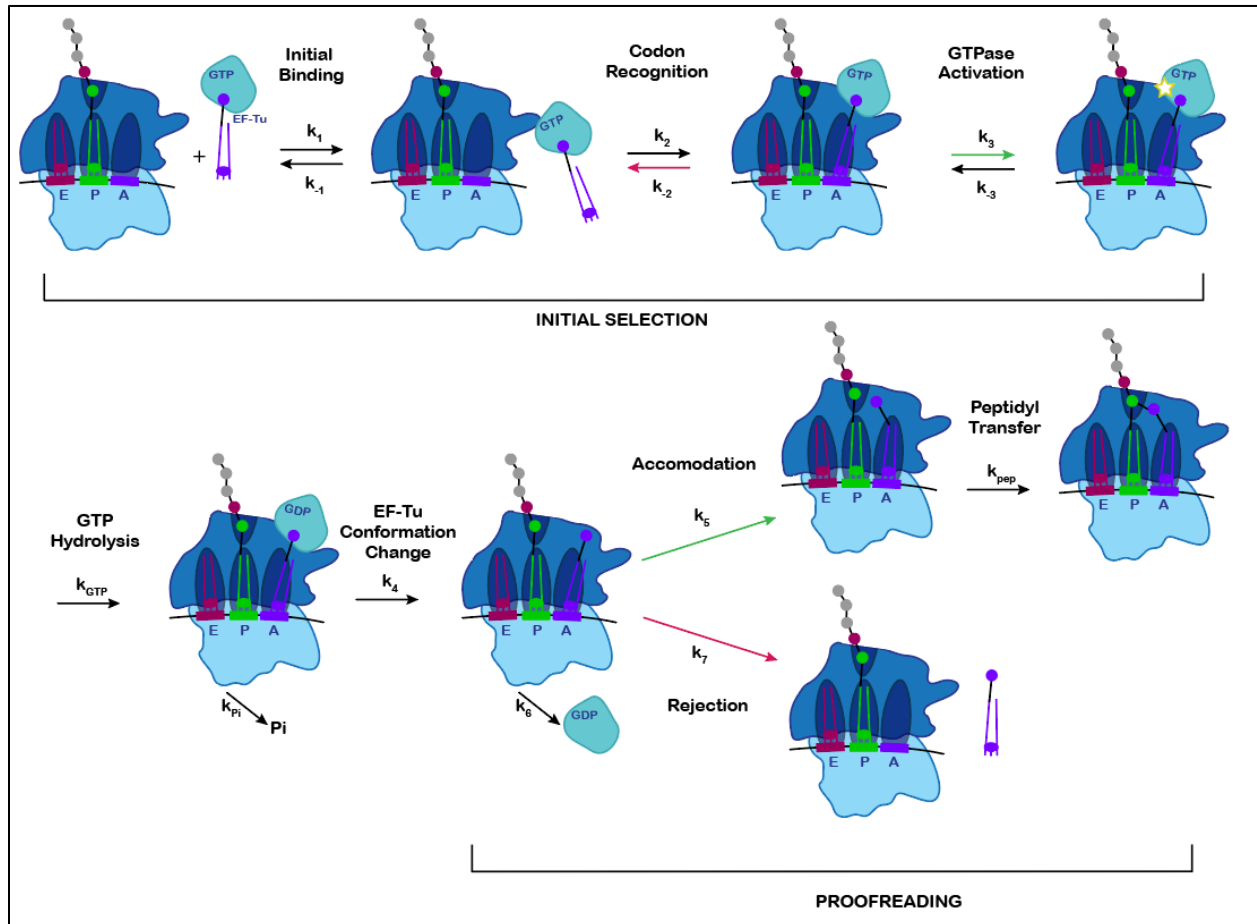 Initial
Binding
Codon
Recognition
GTPase
Activation
GTP
EF-Tu
+
k1
k-1
GTP
k2
k-2
GTP
k3
k-3
GTP
E P A
E P A
E P A
E P A
INITIAL SELECTION
GTP
Hydrolysis
kGTP
GDP
E P A
kPi
Pi
EF-Tu
Conformation
Change
k4
E P A
k6
GDP
Accomodation
k5
E P A
Peptidyl
Transfer
kpep
E P A
k7
Rejection
E P A
PROOFREADING